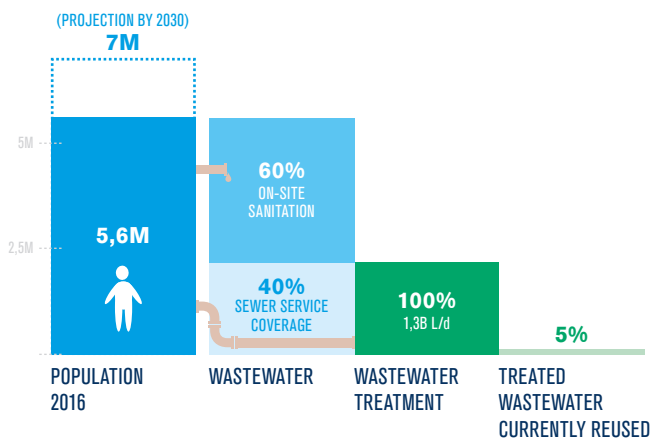 (PROJECTION BY 2030)
7M
5M
2,5M
5,6M
60%
ON-SITE
SANITATION
40%
SEWER SERVICE
COVERAGE
100%
1,3B L/d
5%
POPULATION
2016
WASTEWATER
WASTEWATER
TREATMENT
TREATED
WASTEWATER
CURRENTLY REUSED